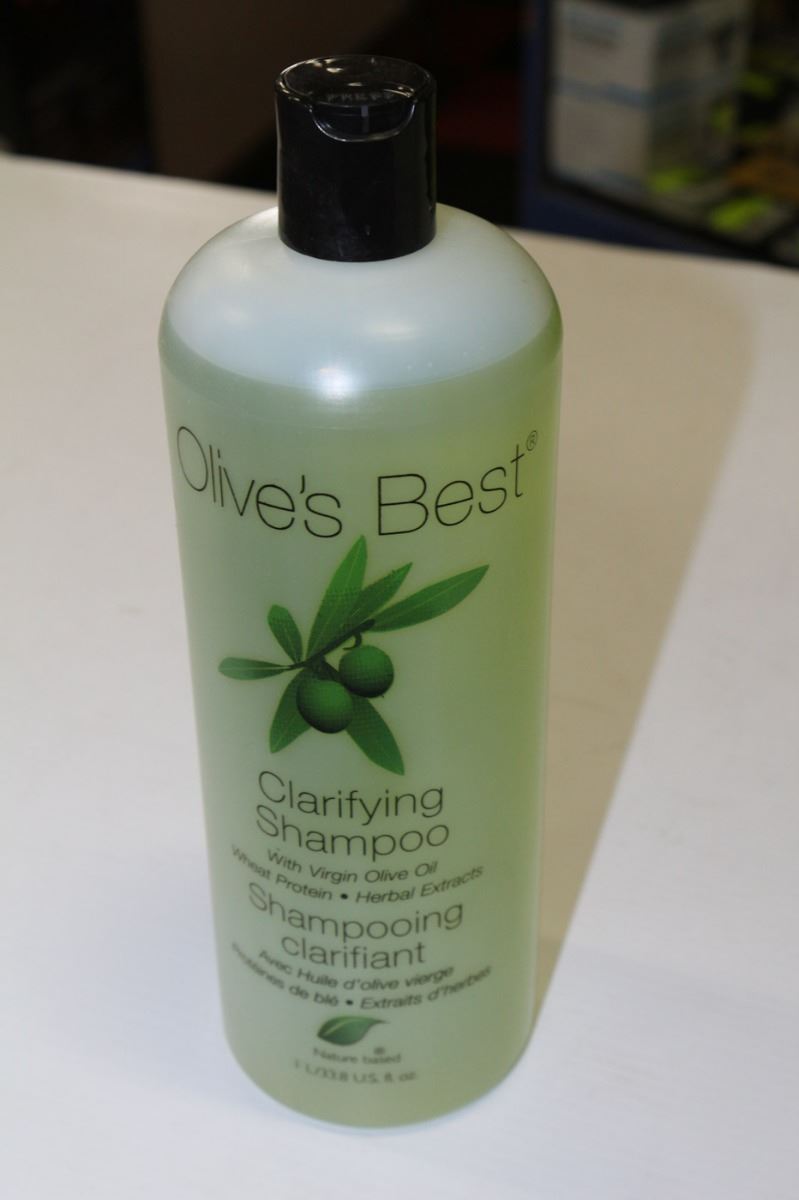 Olive's Best®
Clarifying
Shampoo
With Virgin Olive Oil
Wheat Protein • Herbal Extracts
Shampooing
clarifiant
Avec Huile d'olive vierge
Protéines de blé • Extraits d'herbes
Nature based®
1 L/33.8 U.S. fl. oz.